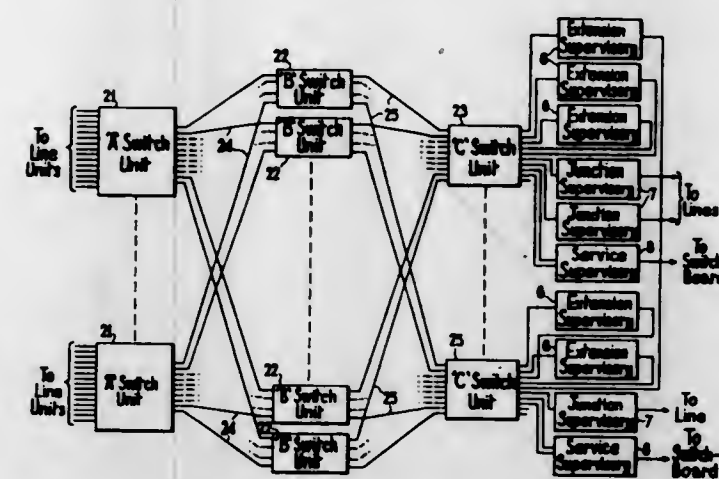 22
"B" Switch
Unit
"B" Switch
Unit
22
21
To
Line
Units
"A" Switch
Unit
24
25
23
"C" Switch
Unit
Extension
Supervisory
6
Extension
Supervisory
6
Extension
Supervisory
Junction
Supervisory
7
To
Lines
Junction
Supervisory
Service
Supervisory
8
To
Switch
Board
6
Extension
Supervisory
6
Extension
Supervisory
21
To
Line
Units
"A" Switch
Unit
24
22
"B" Switch
Unit
22
"B" Switch
Unit
25
23
"C" Switch
Unit
Junction
Supervisory
7
To
Line
Service
Supervisory
8
To
Switch-
Board